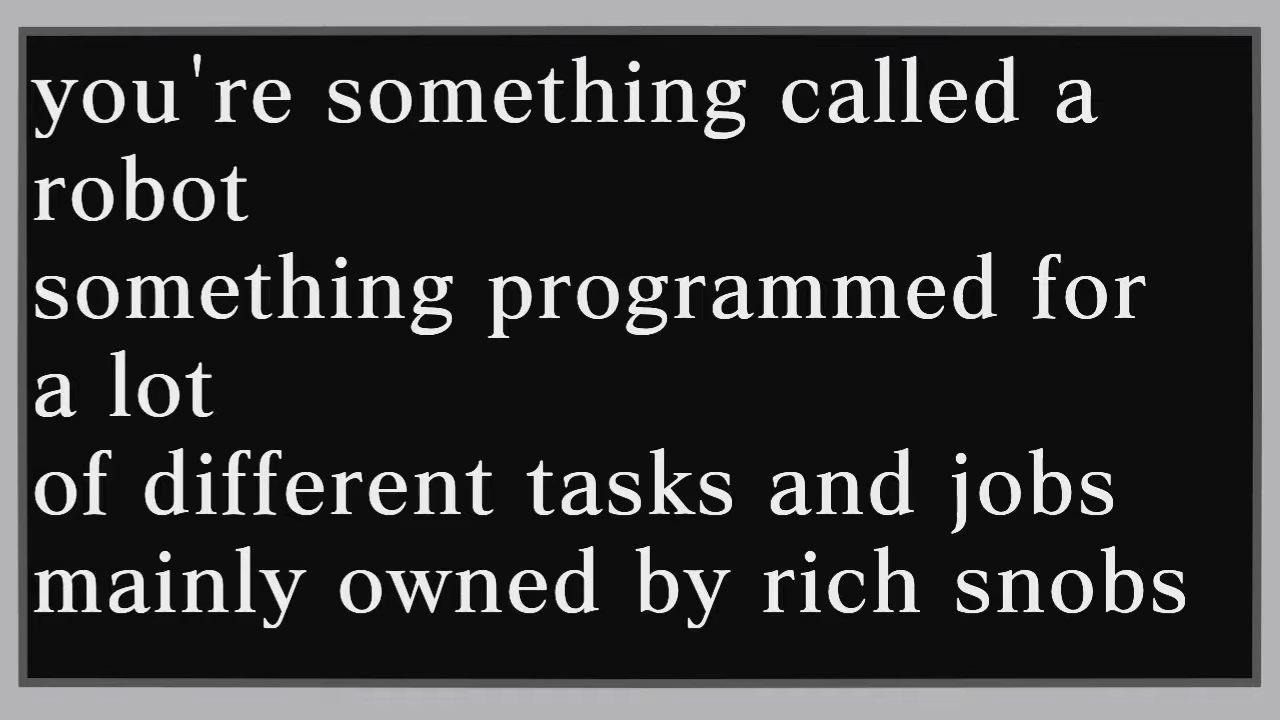 you're something called a
robot
something programmed for
a lot
of different tasks and jobs
mainly owned by rich snobs